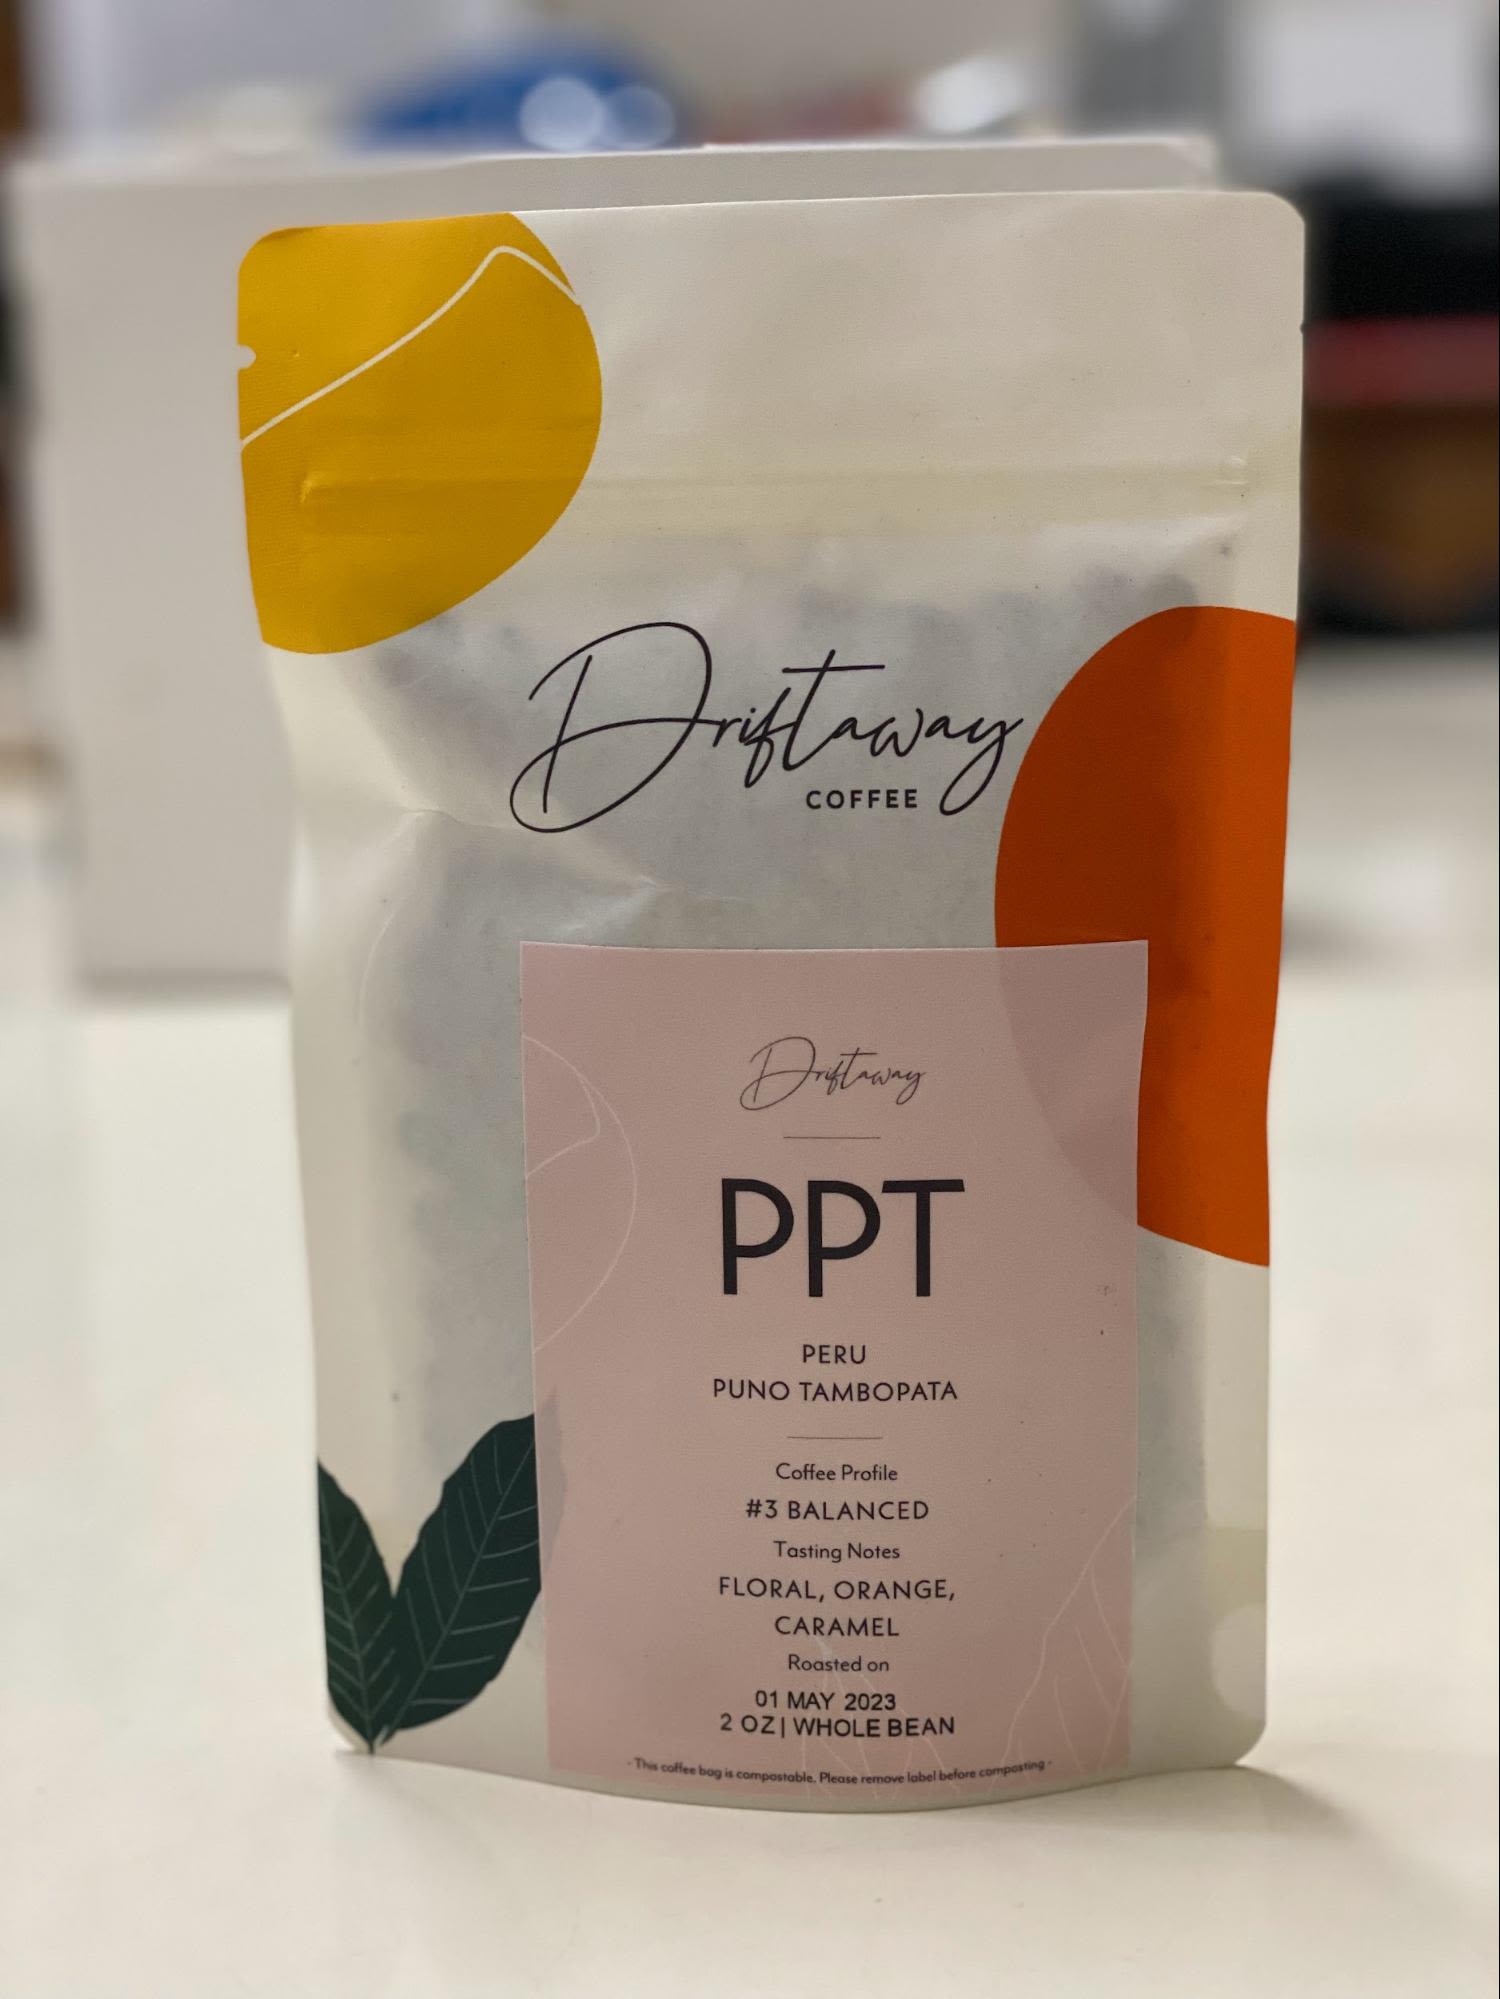 Driftaway
COFFEE
Driftaway
PPT
PERU
PUNO TAMBOPATA
Coffee Profile
#3 BALANCED
Tasting Notes
FLORAL, ORANGE,
CARAMEL
Roasted on
01 MAY 2023
2 OZ| WHOLE BEAN
- This coffee bag is compostable. Please remove label before composting -